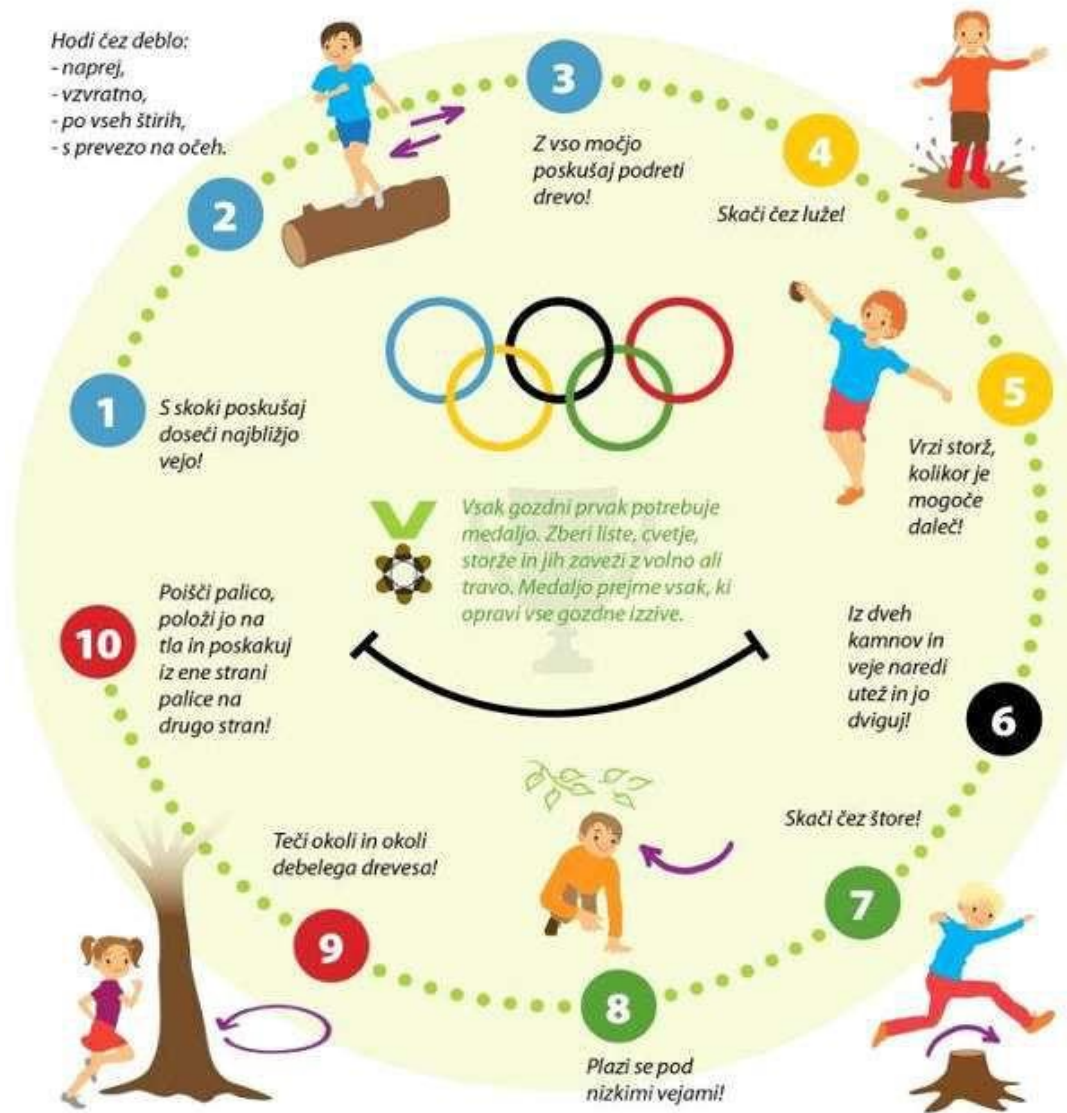 Hodi čez deblo:
- naprej,
- vzvratno,
- po vseh štirih,
- s prevezo na očeh.
3
Z vso močjo
poskušaj podreti
drevo!
4
Skači čez luže!
2
1
S skoki poskušaj
doseči najbližjo
vejo!
5
Vrzi storž,
kolikor je
mogoče
daleč!
Vsak gozdni prvak potrebuje
medaljo. Zberi liste, cvetje,
storže in jih zaveži z volno ali
travo. Medaljo prejme vsak, ki
opravi vse gozdne izzive.
10
Poišči palico,
položi jo na
tla in poskakuj
iz ene strani
palice na
drugo stran!
Iz dveh
kamnov in
veje naredi
utež in jo
dviguj!
6
Skači čez štore!
7
Teči okoli in okoli
debelega drevesa!
9
8
Plazi se pod
nizkimi vejami!